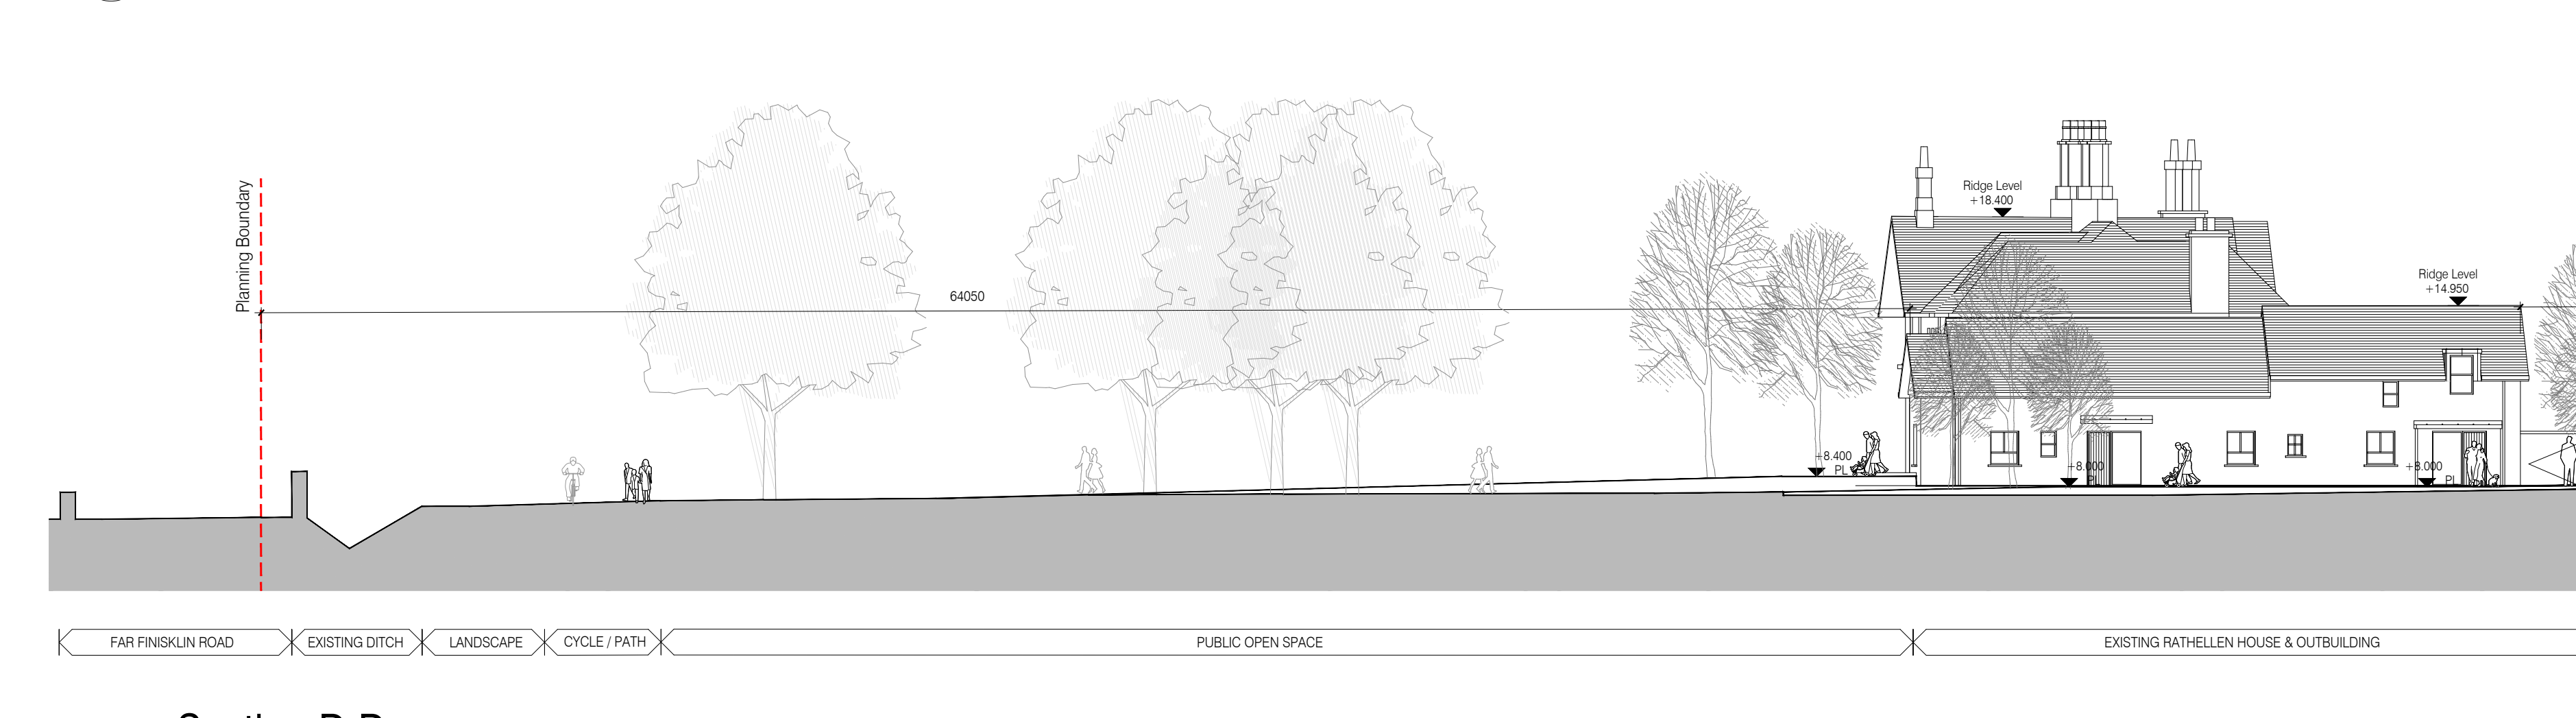 Planning Boundary
64050
Ridge Level
+18.400
Ridge Level
+14.950
+8.400
PL
+8.000
+8.000
PL
FAR FINISKLIN ROAD
EXISTING DITCH
LANDSCAPE
CYCLE / PATH
PUBLIC OPEN SPACE
EXISTING RATHELLEN HOUSE & OUTBUILDING